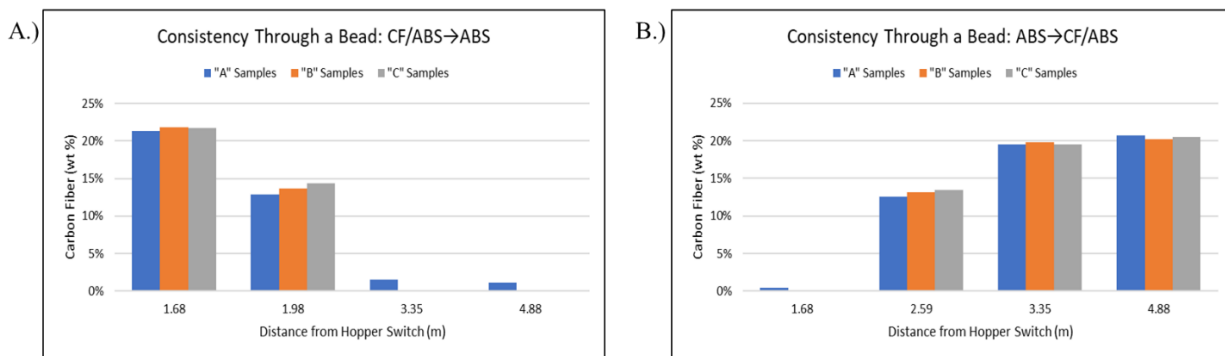 A.)
Consistency Through a Bead: CF/ABS→ABS
"A" Samples "B" Samples "C" Samples
Carbon Fiber (wt %)
25%
20%
15%
10%
5%
0%
1.68 1.98 3.35 4.88
Distance from Hopper Switch (m)
B.)
Consistency Through a Bead: ABS→CF/ABS
"A" Samples "B" Samples "C" Samples
Carbon Fiber (wt %)
25%
20%
15%
10%
5%
0%
1.68 2.59 3.35 4.88
Distance from Hopper Switch (m)